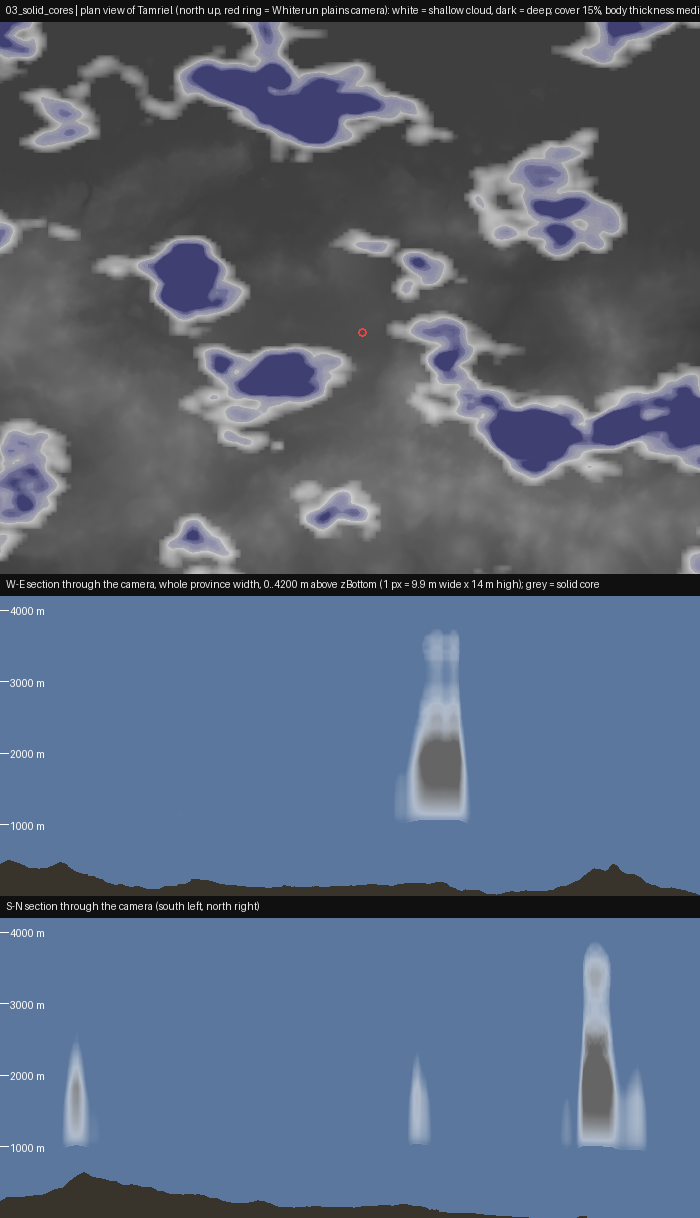 03_solid_cores | plan view of Tamriel (north up, red ring = Whiterun plains camera): white = shallow cloud, dark = deep; cover 15%, body thickness medi
W-E section through the camera, whole province width, 0..4200 m above zBottom (1 px = 9.9 m wide x 14 m high); grey = solid core
4000 m
3000 m
2000 m
1000 m
S-N section through the camera (south left, north right)
4000 m
3000 m
2000 m
1000 m